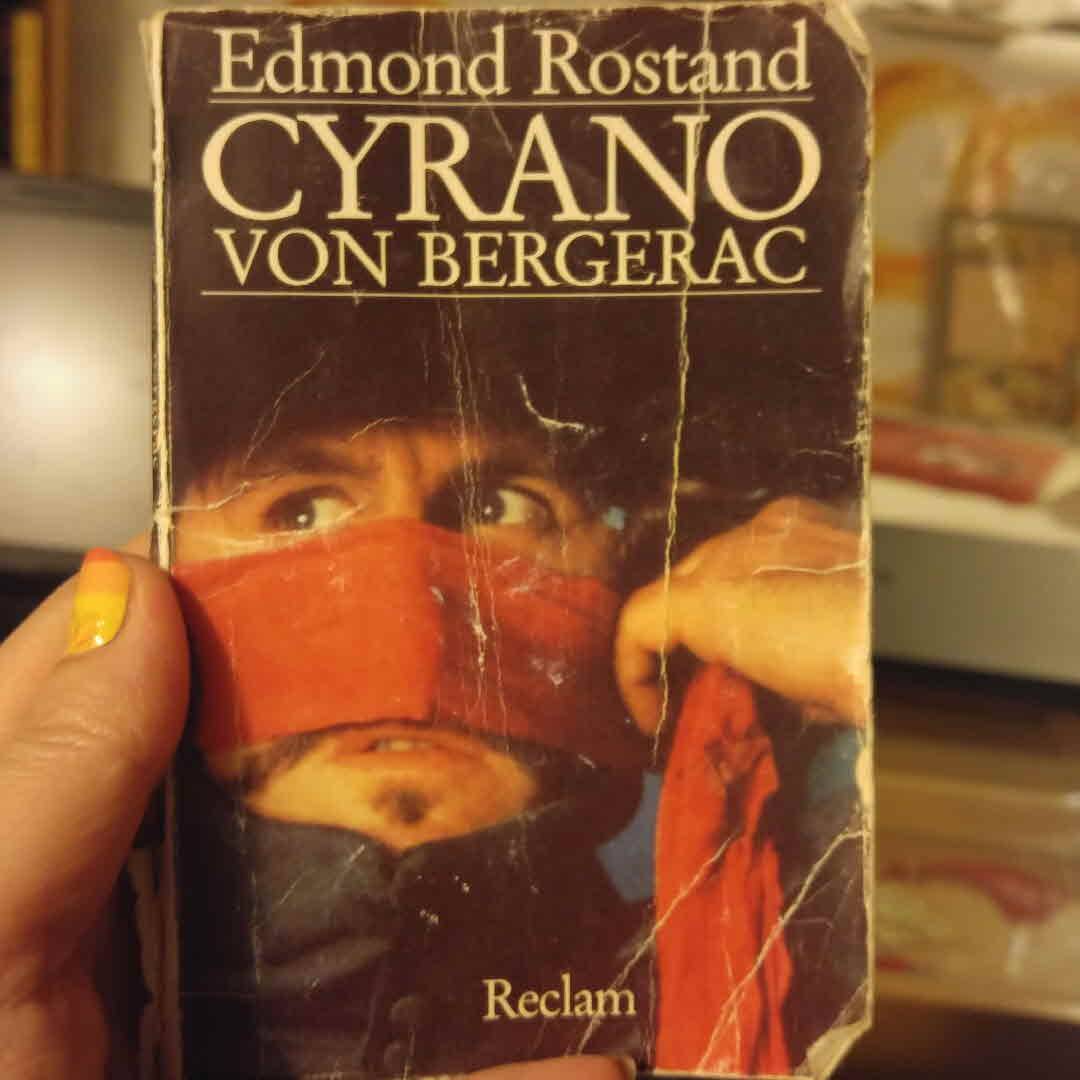 Edmond Rostand
CYRANO
VON BERGERAC
Reclam